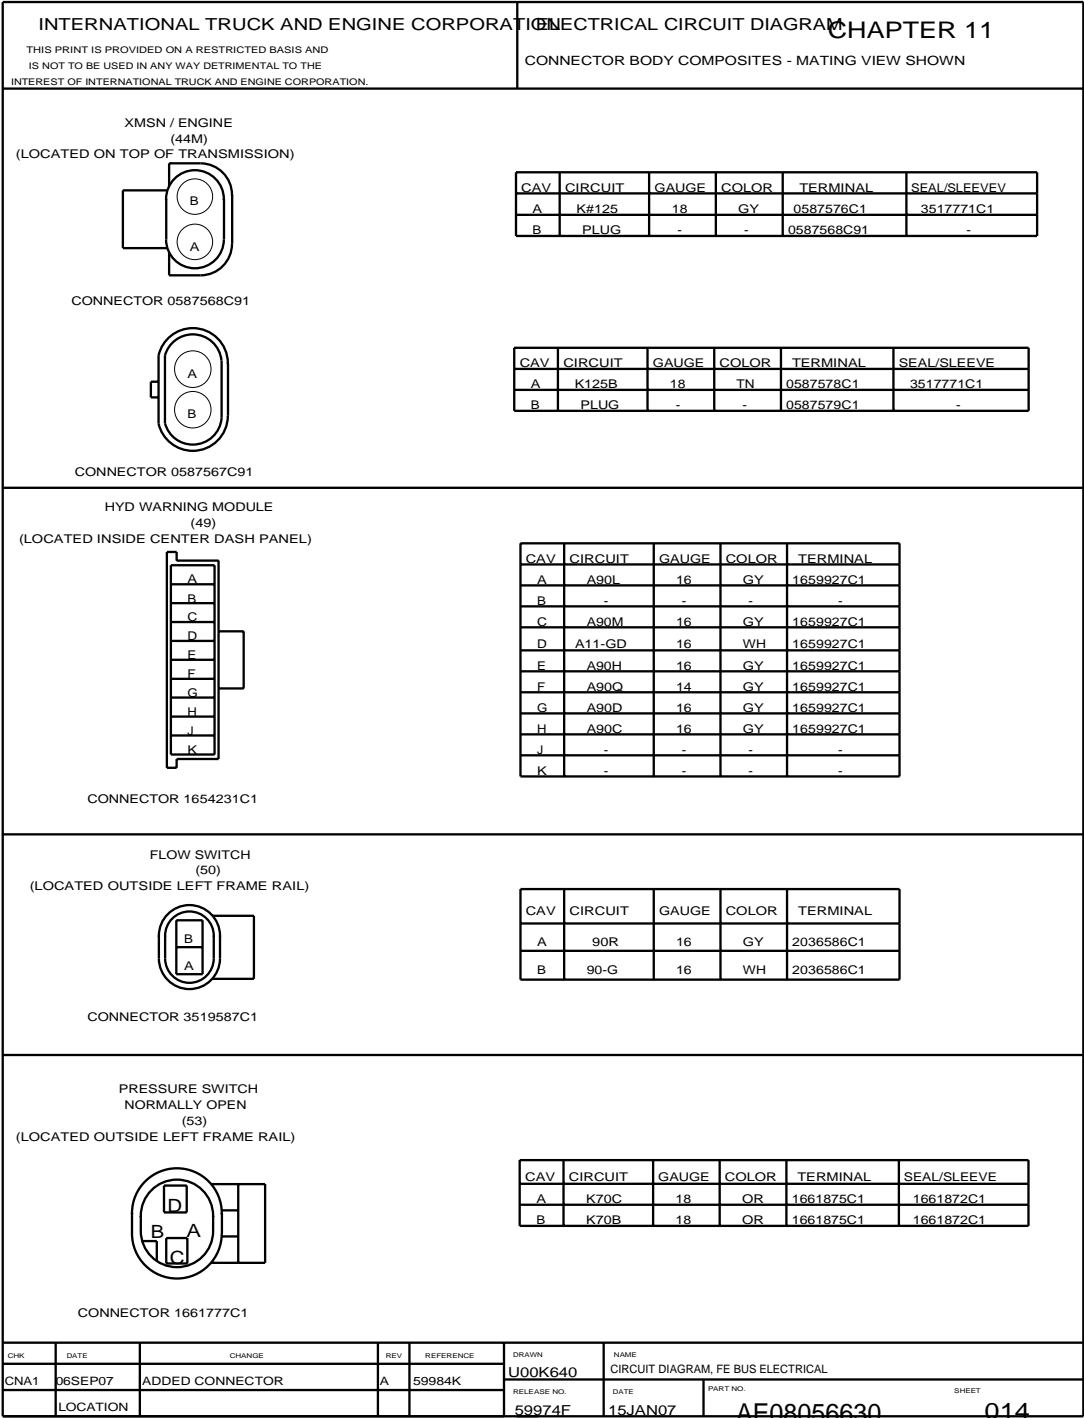 INTERNATIONAL TRUCK AND ENGINE CORPORATION
ELECTRICAL CIRCUIT DIAGRAM
CHAPTER 11
THIS PRINT IS PROVIDED ON A RESTRICTED BASIS AND
IS NOT TO BE USED IN ANY WAY DETRIMENTAL TO THE
INTEREST OF INTERNATIONAL TRUCK AND ENGINE CORPORATION.
CONNECTOR BODY COMPOSITES - MATING VIEW SHOWN
XMSN / ENGINE
(44M)
(LOCATED ON TOP OF TRANSMISSION)
B
A
CONNECTOR 0587568C91
CAV CIRCUIT GAUGE COLOR TERMINAL SEAL/SLEEVEV
A K#125 18 GY 0587576C1 3517771C1
B PLUG - - 0587568C91 -
A
B
CONNECTOR 0587567C91
CAV CIRCUIT GAUGE COLOR TERMINAL SEAL/SLEEVE
A K125B 18 TN 0587578C1 3517771C1
B PLUG - - 0587579C1 -
HYD WARNING MODULE
(49)
(LOCATED INSIDE CENTER DASH PANEL)
A
B
C
D
E
F
G
H
J
K
CONNECTOR 1654231C1
CAV CIRCUIT GAUGE COLOR TERMINAL
A A90L 16 GY 1659927C1
B - - - -
C A90M 16 GY 1659927C1
D A11-GD 16 WH 1659927C1
E A90H 16 GY 1659927C1
F A90Q 14 GY 1659927C1
G A90D 16 GY 1659927C1
H A90C 16 GY 1659927C1
J - - - -
K - - - -
FLOW SWITCH
(50)
(LOCATED OUTSIDE LEFT FRAME RAIL)
B
A
CONNECTOR 3519587C1
CAV CIRCUIT GAUGE COLOR TERMINAL
A 90R 16 GY 2036586C1
B 90-G 16 WH 2036586C1
PRESSURE SWITCH
NORMALLY OPEN
(53)
(LOCATED OUTSIDE LEFT FRAME RAIL)
D
B A
C
CONNECTOR 1661777C1
CAV CIRCUIT GAUGE COLOR TERMINAL SEAL/SLEEVE
A K70C 18 OR 1661875C1 1661872C1
B K70B 18 OR 1661875C1 1661872C1
CHK DATE CHANGE REV REFERENCE
CNA1 06SEP07 ADDED CONNECTOR A 59984K
LOCATION
DRAWN
U00K640
NAME
CIRCUIT DIAGRAM, FE BUS ELECTRICAL
RELEASE NO.
59974F
DATE
15JAN07
PART NO.
AE08056630
SHEET
014